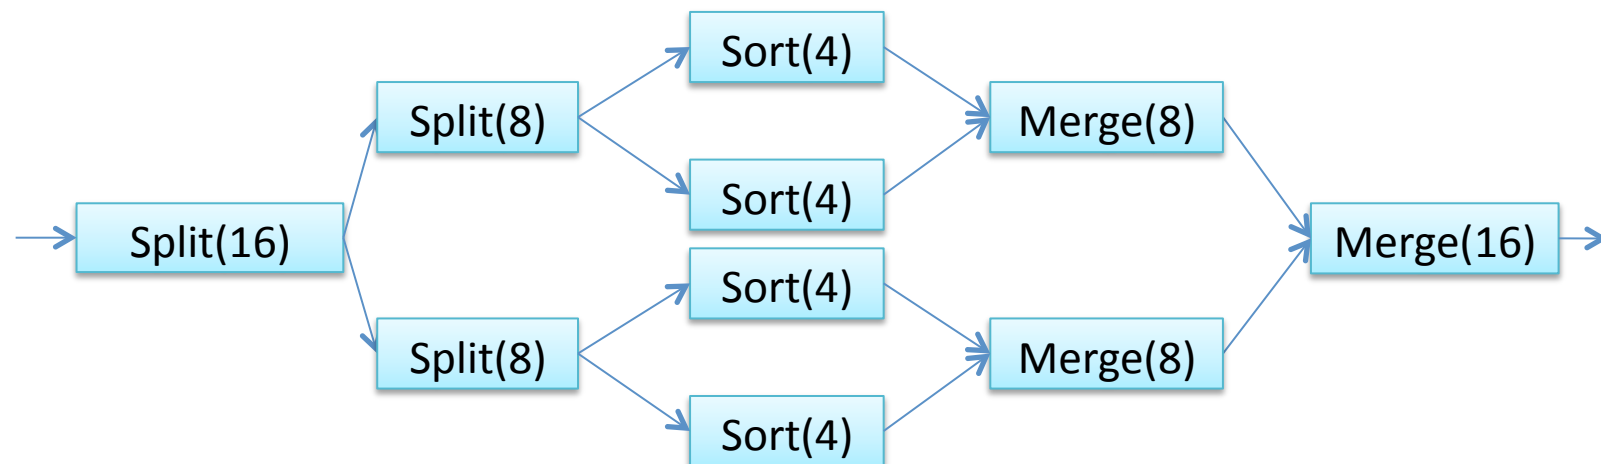 Split(16)
Split(8)
Split(8)
Sort(4)
Sort(4)
Sort(4)
Sort(4)
Merge(8)
Merge(8)
Merge(16)